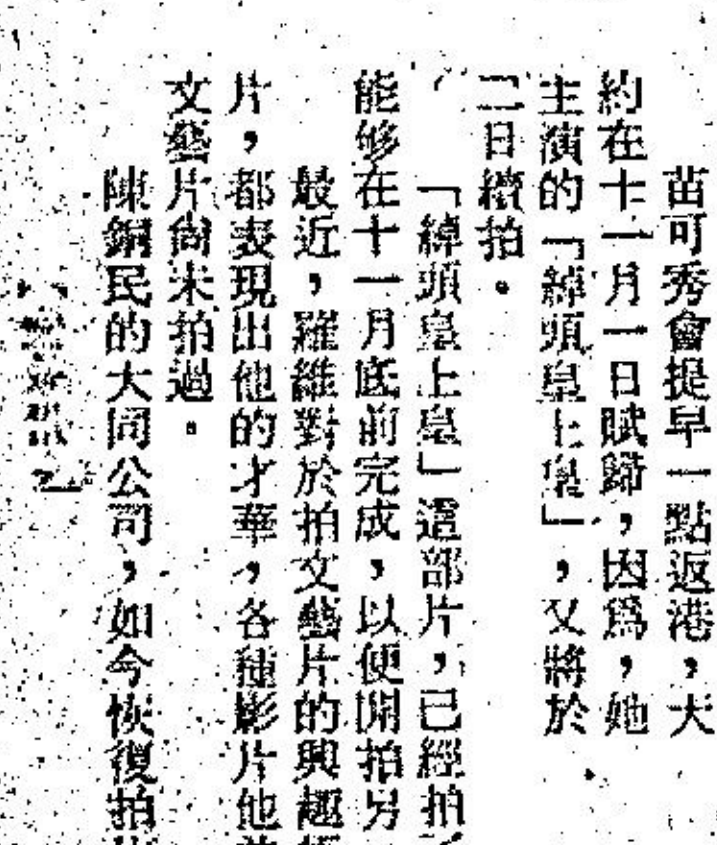 苗可秀會提早一點返港，大
約在十一月一日賦歸，因爲，她
主演的「綽頭皇上皇」，又將於
二日續拍。
「綽頭皇上皇」這部片，已經拍
能够在十一月底前完成，以便開拍另
最近，羅維對於拍文藝片的興趣
片，都表現出他的才華，各種影片他
文藝片尙未拍過。
陳銅民的大同公司，如今恢復拍